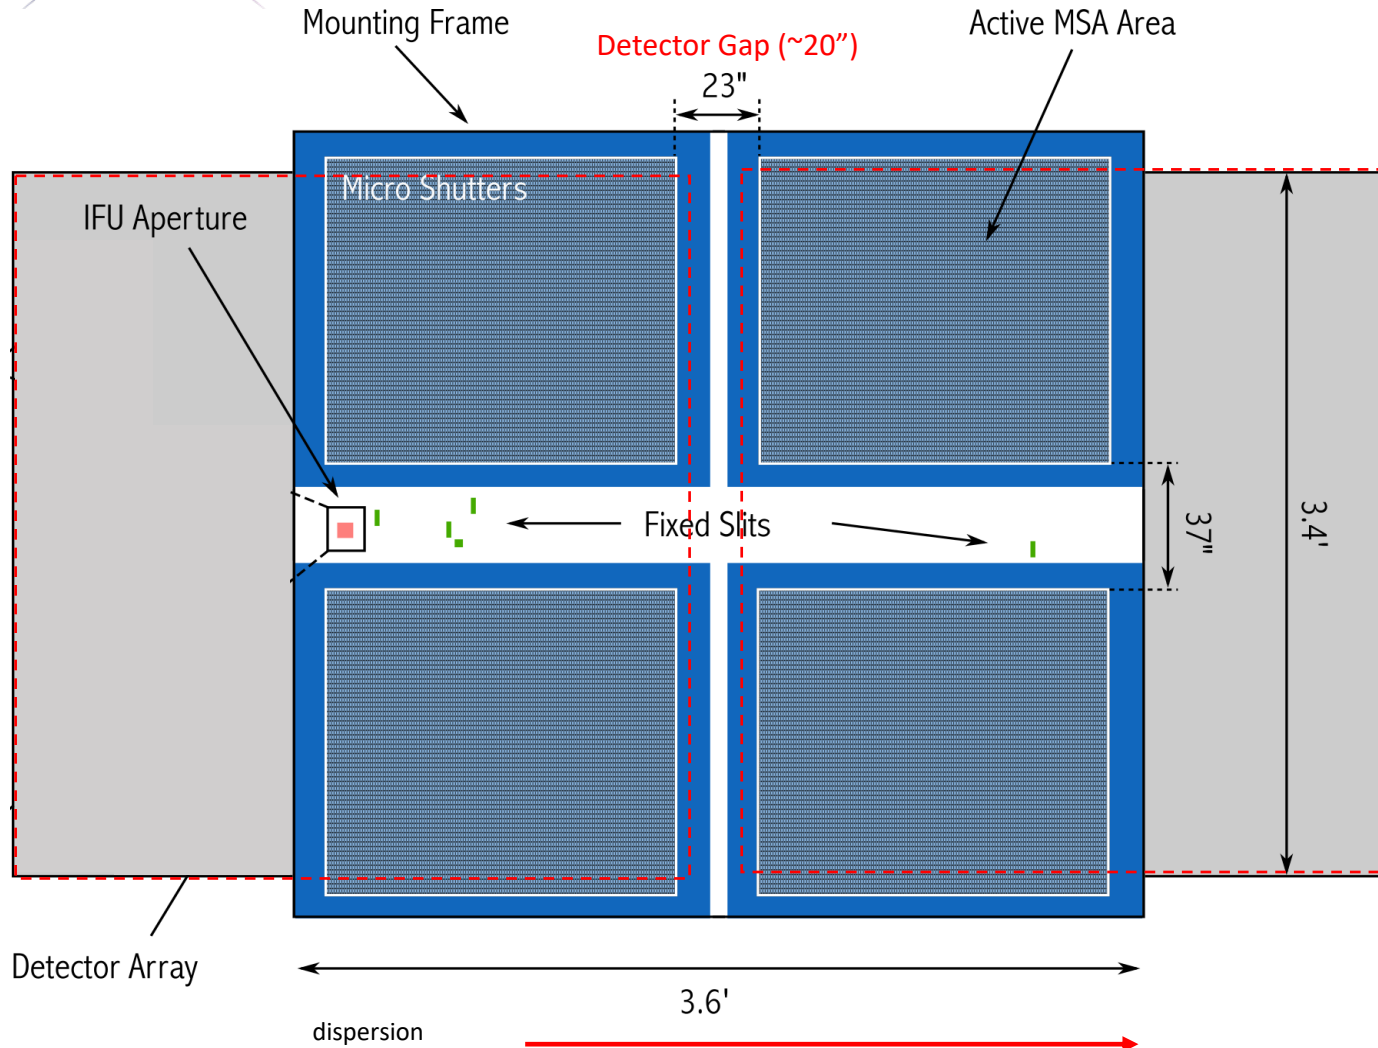 Mounting Frame
Detector Gap (~20”)
Active MSA Area
23"
Micro Shutters
IFU Aperture
Fixed Slits
37"
3.4'
Detector Array
3.6'
dispersion